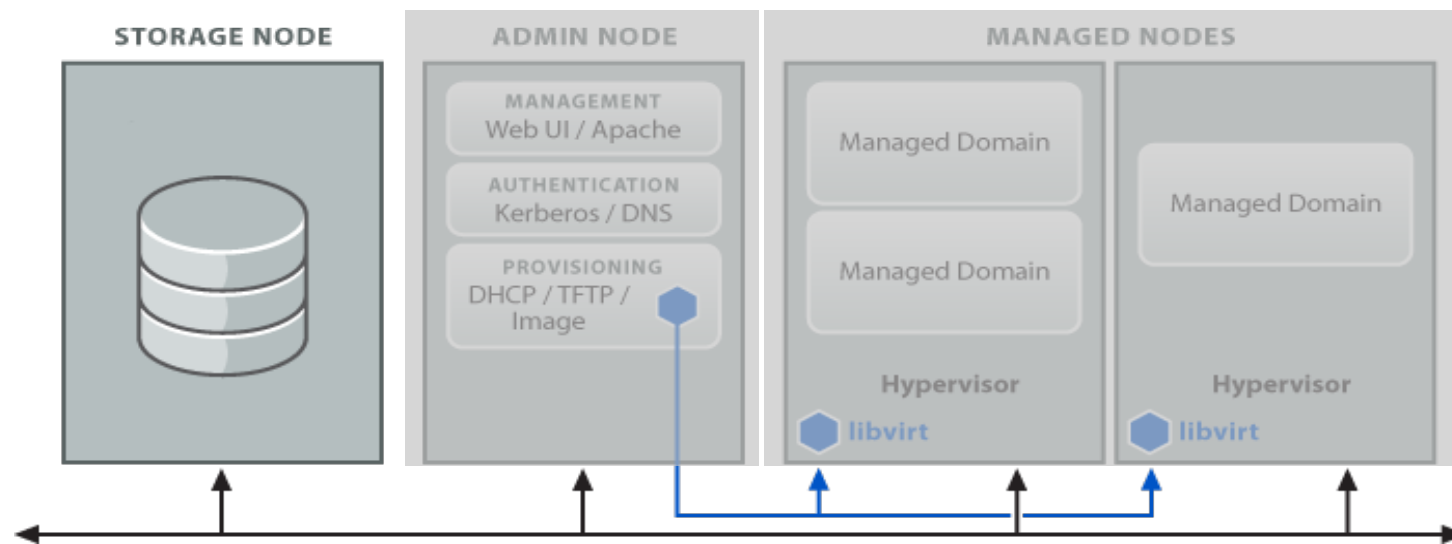 STORAGE NODE
ADMIN NODE
MANAGED NODES
MANAGEMENT
Web UI / Apache
AUTHENTICATION
Kerberos / DNS
PROVISIONING
DHCP / TFTP /
Image
Managed Domain
Managed Domain
Hypervisor
libvirt
Managed Domain
Hypervisor
libvirt